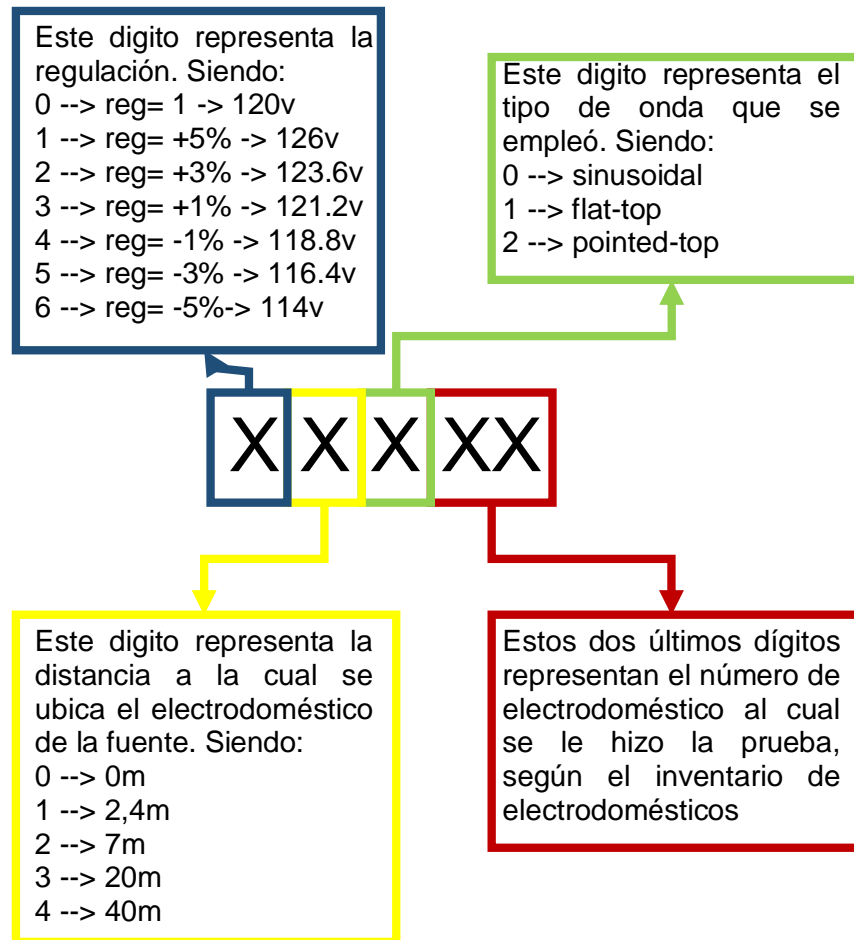 Este digito representa la
regulación. Siendo:
0 --> reg= 1 -> 120v
1 --> reg= +5% -> 126v
2 --> reg= +3% -> 123.6v
3 --> reg= +1% -> 121.2v
4 --> reg= -1% -> 118.8v
5 --> reg= -3% -> 116.4v
6 --> reg= -5%-> 114v
Este digito representa el
tipo de onda que se
empleó. Siendo:
0 --> sinusoidal
1 --> flat-top
2 --> pointed-top
X X X XX
Este digito representa la
distancia a la cual se
ubica el electrodoméstico
de la fuente. Siendo:
0 --> 0m
1 --> 2,4m
2 --> 7m
3 --> 20m
4 --> 40m
Estos dos últimos dígitos
representan el número de
electrodoméstico al cual
se le hizo la prueba,
según el inventario de
electrodomésticos